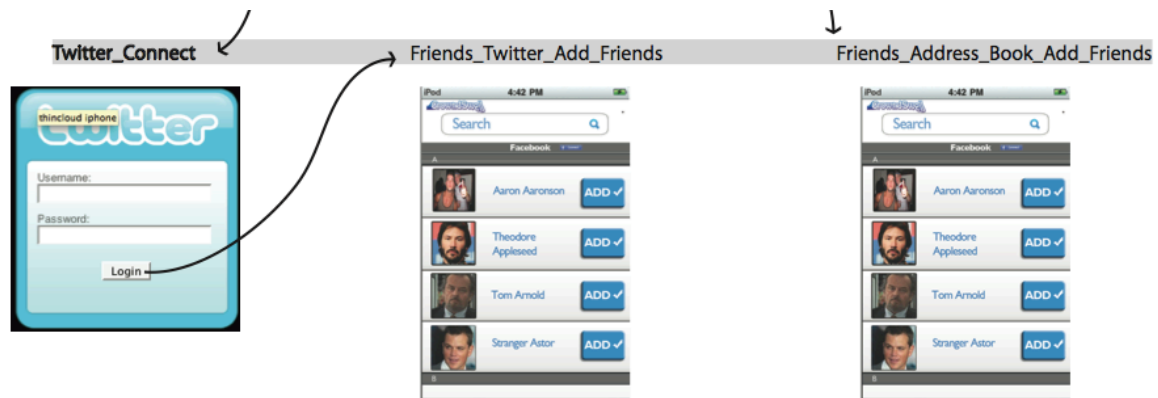 Twitter_Connect
Friends_Twitter_Add_Friends
Friends_Address_Book_Add_Friends
thincloud iphone
twitter
Username:
Password:
Login
iPod 4:42 PM
Search
Facebook
A
Aaron Aaronson ADD
Theodore
Appleseed ADD
Tom Arnold ADD
Stranger Astor ADD
B
iPod 4:42 PM
Search
Facebook
A
Aaron Aaronson ADD
Theodore
Appleseed ADD
Tom Arnold ADD
Stranger Astor ADD
B